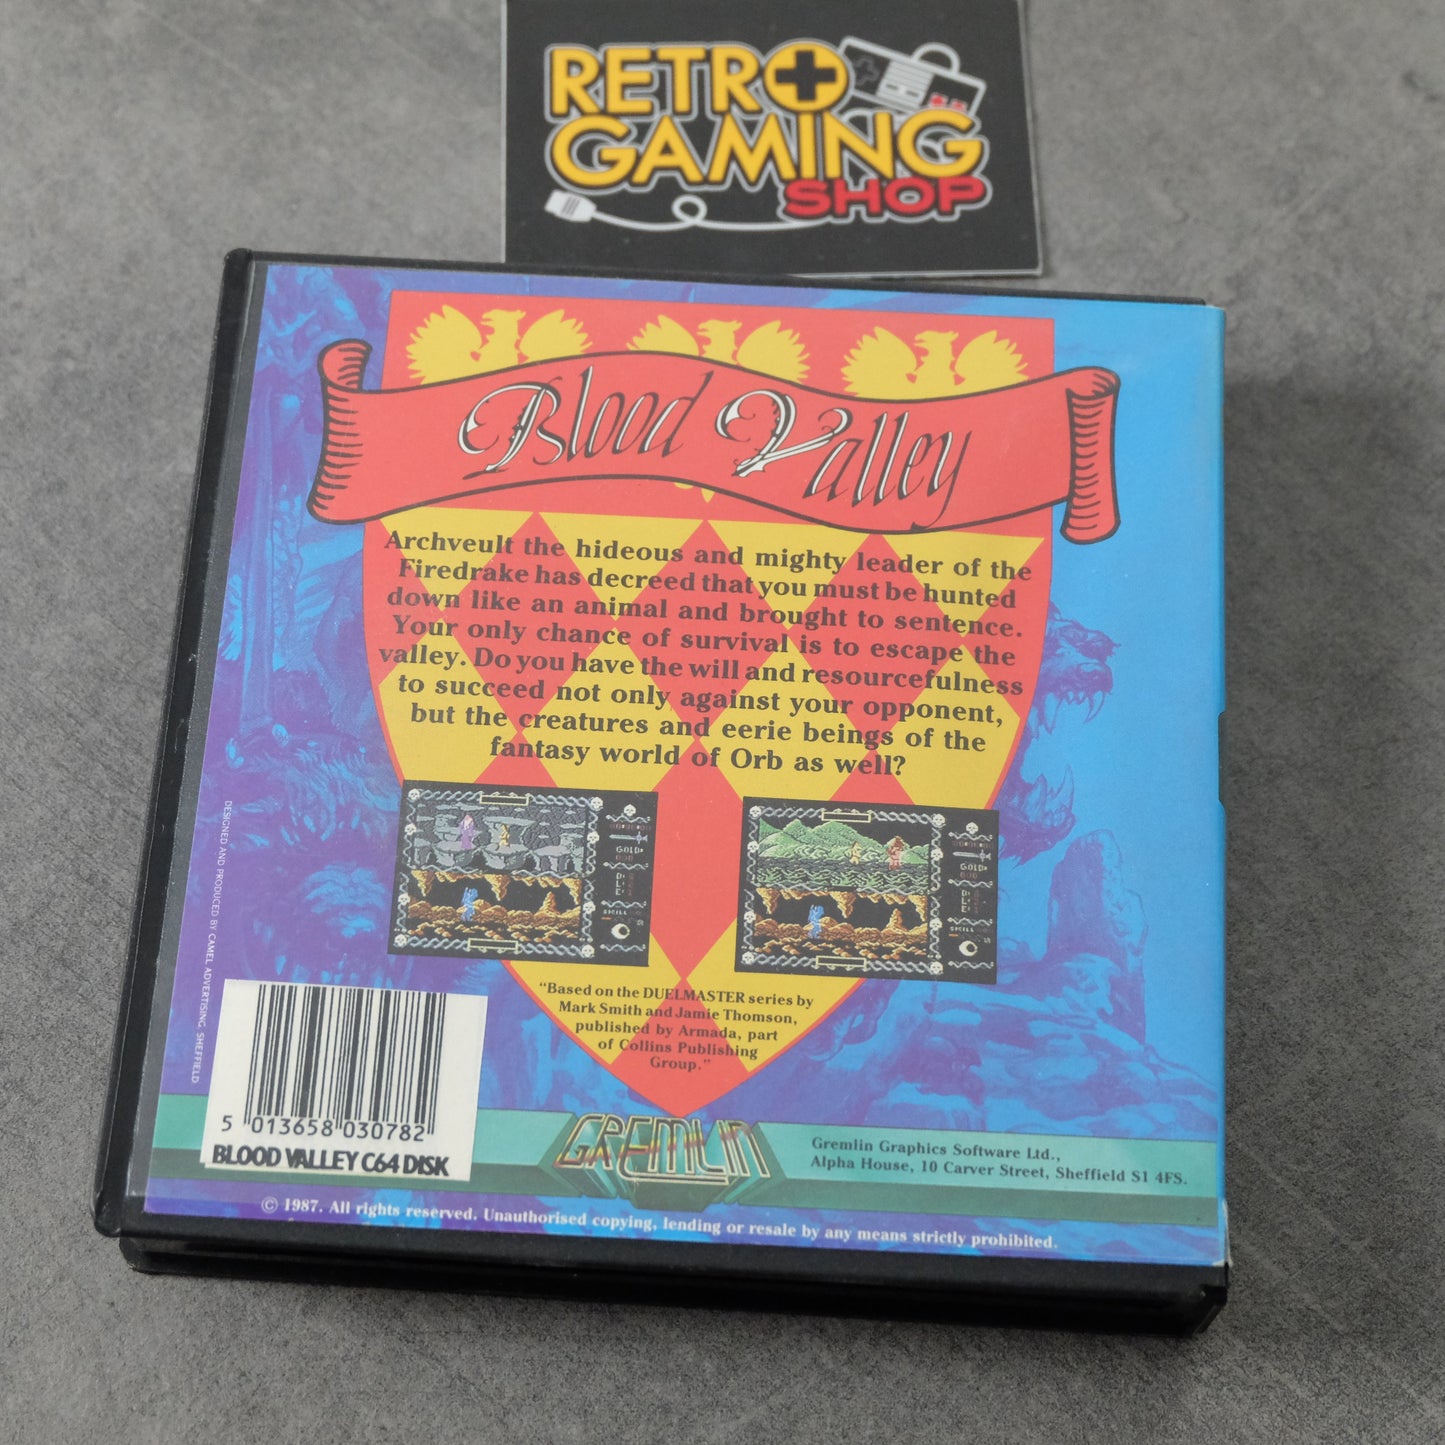 RETRO
GAMING
SHOP
Blood Valley
Archveult the hideous and mighty leader of the
Firedrake has decreed that you must be hunted
down like an animal and brought to sentence.
Your only chance of survival is to escape the
valley. Do you have the will and resourcefulness
to succeed not only against your opponent,
but the creatures and eerie beings of the
fantasy world of Orb as well?
GOLD
SKILL
GOLD
SKILL
"Based on the DUELMASTER series by
Mark Smith and Jamie Thomson,
published by Armada, part
of Collins Publishing
Group."
DESIGNED AND PRODUCED BY CAMEL ADVERTISING, SHEFFIELD
5 013658 030782
BLOOD VALLEY C64 DISK
GREMLIN
Gremlin Graphics Software Ltd.,
Alpha House, 10 Carver Street, Sheffield S1 4FS.
© 1987. All rights reserved. Unauthorised copying, lending or resale by any means strictly prohibited.